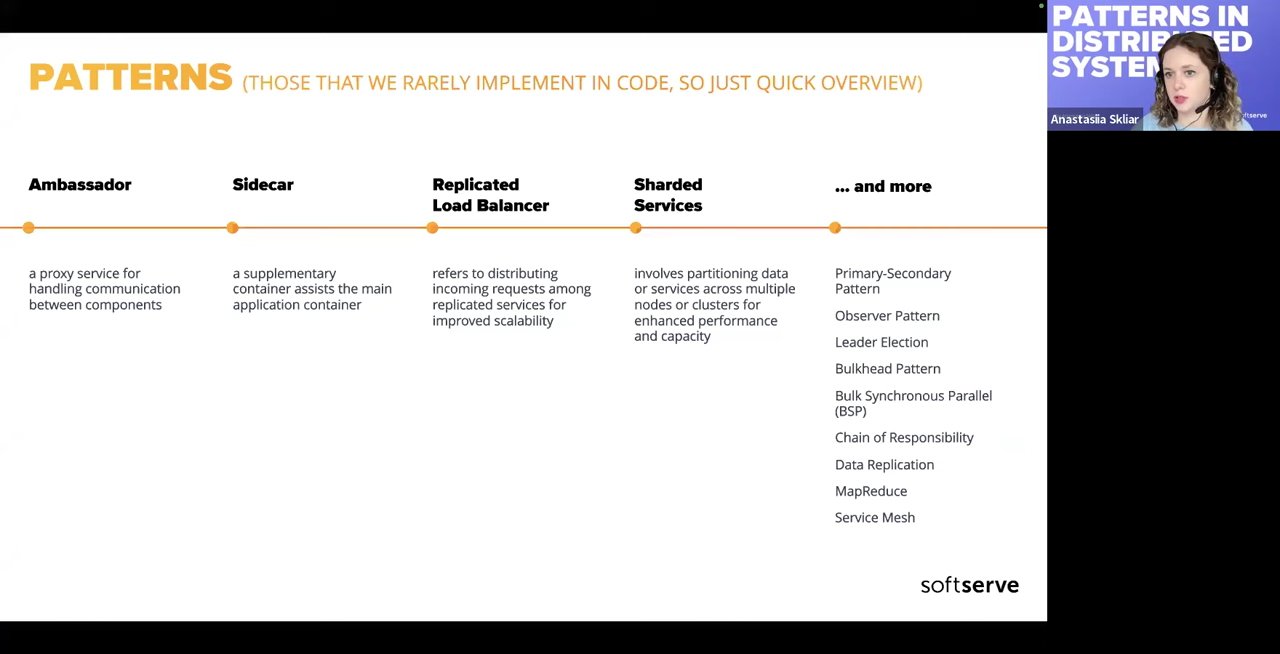 PATTERNS (THOSE THAT WE RARELY IMPLEMENT IN CODE, SO JUST QUICK OVERVIEW)
Ambassador
a proxy service for
handling communication
between components
Sidecar
a supplementary
container assists the main
application container
Replicated
Load Balancer
refers to distributing
incoming requests among
replicated services for
improved scalability
Sharded
Services
involves partitioning data
or services across multiple
nodes or clusters for
enhanced performance
and capacity
... and more
Primary-Secondary
Pattern
Observer Pattern
Leader Election
Bulkhead Pattern
Bulk Synchronous Parallel
(BSP)
Chain of Responsibility
Data Replication
MapReduce
Service Mesh
softserve
PATTERNS IN
Anastasiia Skliar